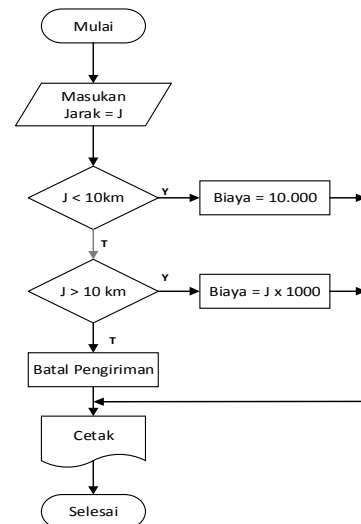 Mulai
Masukan
Jarak = J
J < 10km
Y
Biaya = 10.000
T
J > 10 km
Y
Biaya = J x 1000
T
Batal Pengiriman
Cetak
Selesai